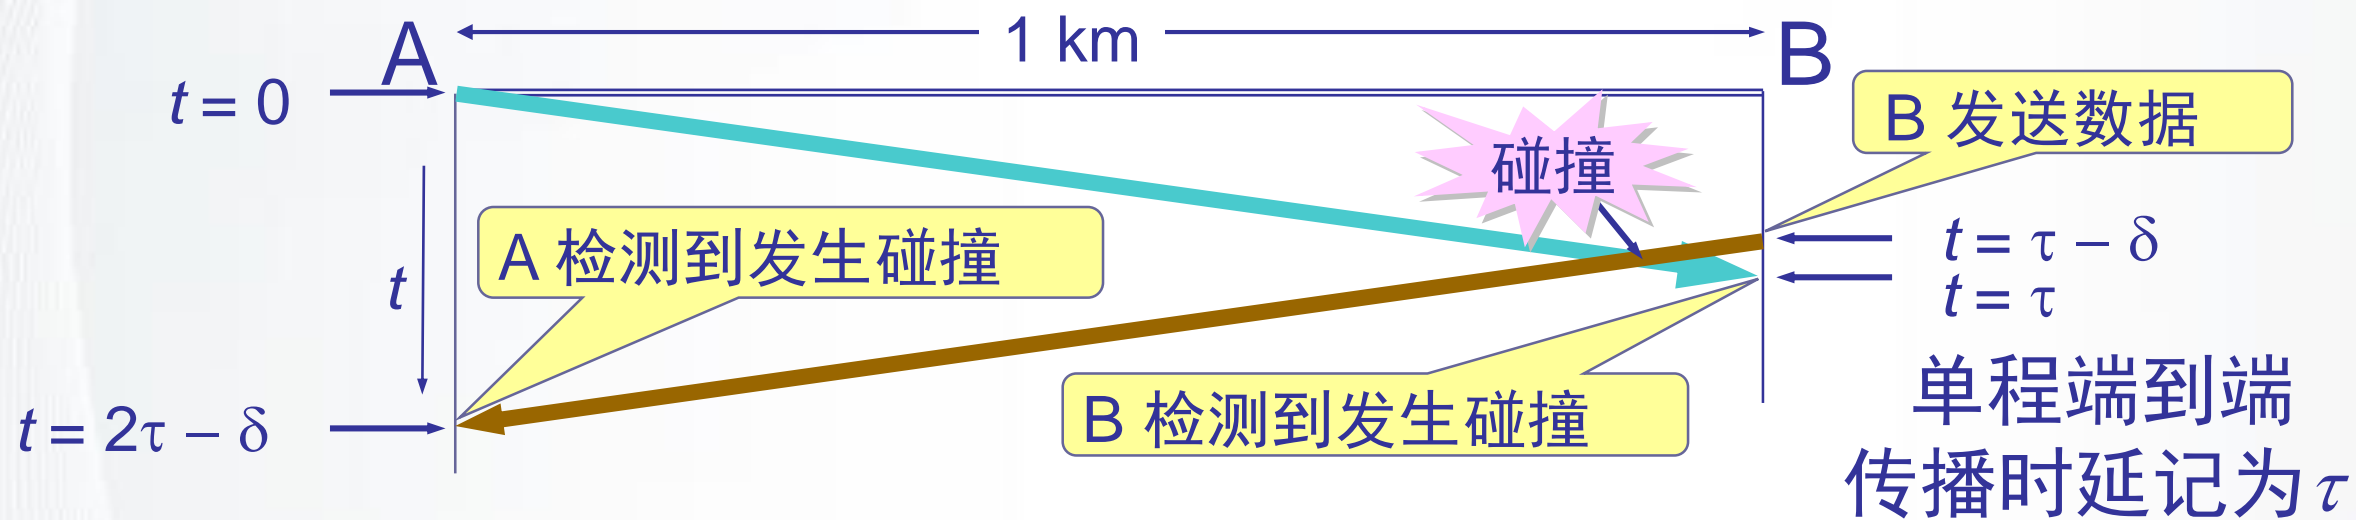 A
1 km
B
t = 0
B 发送数据
碰撞
A 检测到发生碰撞
t = τ – δ
t
t = τ
B 检测到发生碰撞
t = 2τ – δ
单程端到端
传播时延记为 τ